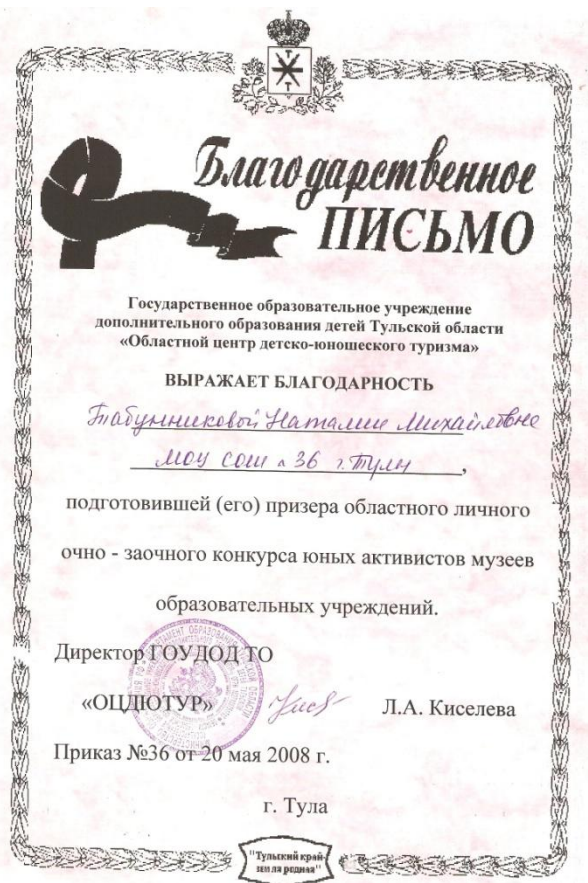 Благодарственное
ПИСЬМО
Государственное образовательное учреждение
дополнительного образования детей Тульской области
«Областной центр детско-юношеского туризма»
ВЫРАЖАЕТ БЛАГОДАРНОСТЬ
Табунниковой Наталии Михайловне
МОУ СОШ № 36 г. Тулы,
подготовившей (его) призера областного личного
очно - заочного конкурса юных активистов музеев
образовательных учреждений.
Директор ГОУДОД ТО
«ОЦДЮТУР» Л.А. Киселева
Приказ №36 от 20 мая 2008 г.
г. Тула
"Тульский край-
земля родная"